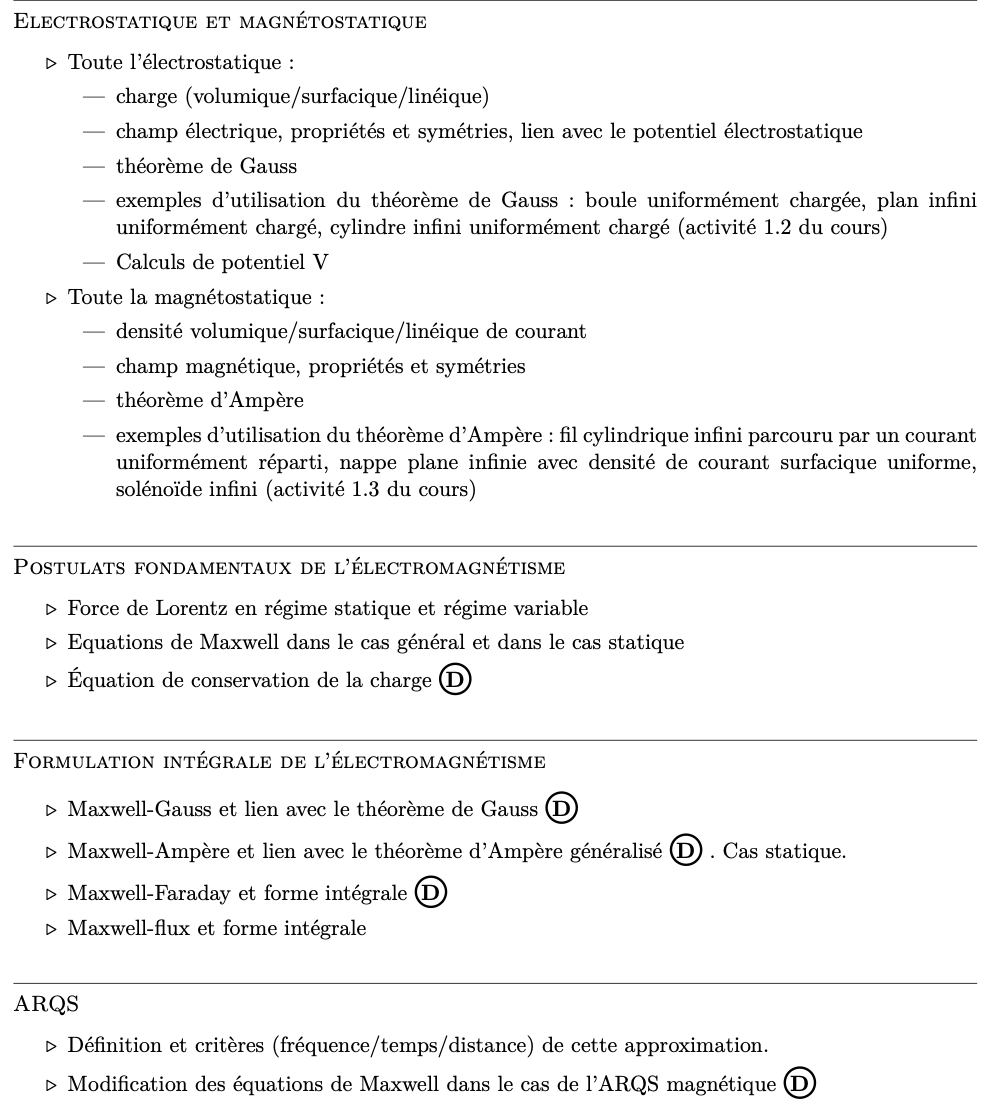 Electrostatique et magnétostatique
▷ Toute l'électrostatique :
— charge (volumique/surfacique/linéique)
— champ électrique, propriétés et symétries, lien avec le potentiel électrostatique
— théorème de Gauss
— exemples d'utilisation du théorème de Gauss : boule uniformément chargée, plan infini
uniformément chargé, cylindre infini uniformément chargé (activité 1.2 du cours)
— Calculs de potentiel V
▷ Toute la magnétostatique :
— densité volumique/surfacique/linéique de courant
— champ magnétique, propriétés et symétries
— théorème d'Ampère
— exemples d'utilisation du théorème d'Ampère : fil cylindrique infini parcouru par un courant
uniformément réparti, nappe plane infinie avec densité de courant surfacique uniforme,
solénoïde infini (activité 1.3 du cours)
Postulats fondamentaux de l'électromagnétisme
▷ Force de Lorentz en régime statique et régime variable
▷ Equations de Maxwell dans le cas général et dans le cas statique
▷ Équation de conservation de la charge D
Formulation intégrale de l'électromagnétisme
▷ Maxwell-Gauss et lien avec le théorème de Gauss D
▷ Maxwell-Ampère et lien avec le théorème d'Ampère généralisé D . Cas statique.
▷ Maxwell-Faraday et forme intégrale D
▷ Maxwell-flux et forme intégrale
ARQS
▷ Définition et critères (fréquence/temps/distance) de cette approximation.
▷ Modification des équations de Maxwell dans le cas de l'ARQS magnétique D